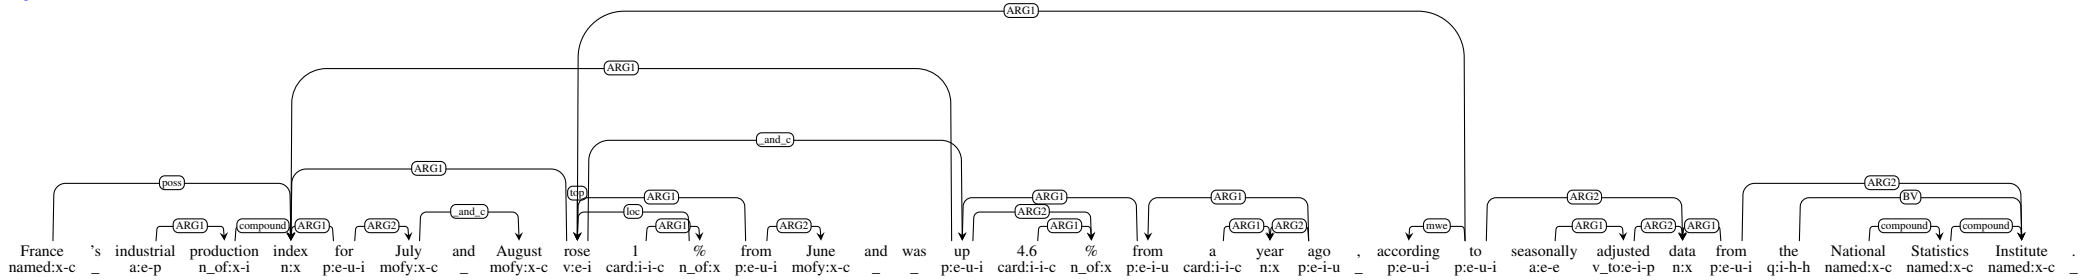 ARG1
ARG1
_and_c
ARG1
poss ARG2
top ARG1 ARG1 ARG1 ARG2 BV
_and_c loc ARG2
ARG1 compound ARG1 ARG2 ARG1 ARG2 ARG1 ARG1 ARG2 mwe ARG1 ARG2 ARG1 compound compound
France 's industrial production index for July and August rose 1 % from June and was up 4.6 % from a year ago , according to seasonally adjusted data from the National Statistics Institute .
named:x-c _ a:e-p n_of:x-i n:x p:e-u-i mofy:x-c _ mofy:x-c v:e-i card:i-i-c n_of:x p:e-u-i mofy:x-c _ _ p:e-u-i card:i-i-c n_of:x p:e-i-u card:i-i-c n:x p:e-i-u _ p:e-u-i p:e-u-i a:e-e v_to:e-i-p n:x p:e-u-i q:i-h-h named:x-c named:x-c named:x-c _